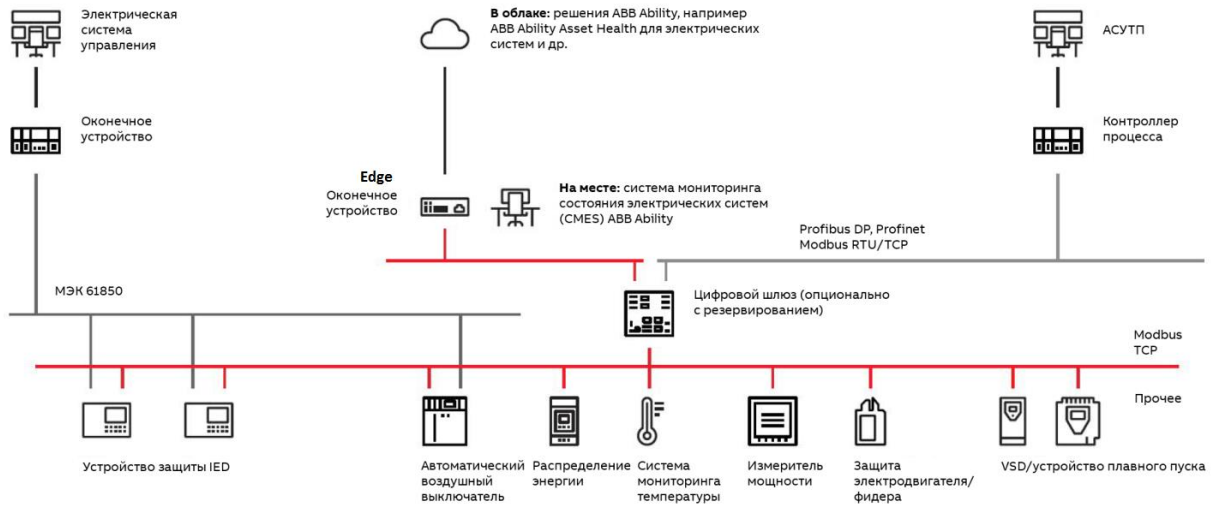 Электрическая
система
управления
В облаке: решения ABB Ability, например
ABB Ability Asset Health для электрических
систем и др.
АСУТП
Оконечное
устройство
Контроллер
процесса
Edge
Оконечное
устройство
На месте: система мониторинга
состояния электрических систем
(CMES) ABB Ability
Profibus DP, Profinet
Modbus RTU/TCP
МЭК 61850
Цифровой шлюз (опционально
с резервированием)
Modbus
TCP
Прочее
Устройство защиты IED
Автоматический
воздушный
выключатель
Распределение
энергии
Система
мониторинга
температуры
Измеритель
мощности
Защита
электродвигателя/
фидера
VSD/устройство плавного пуска